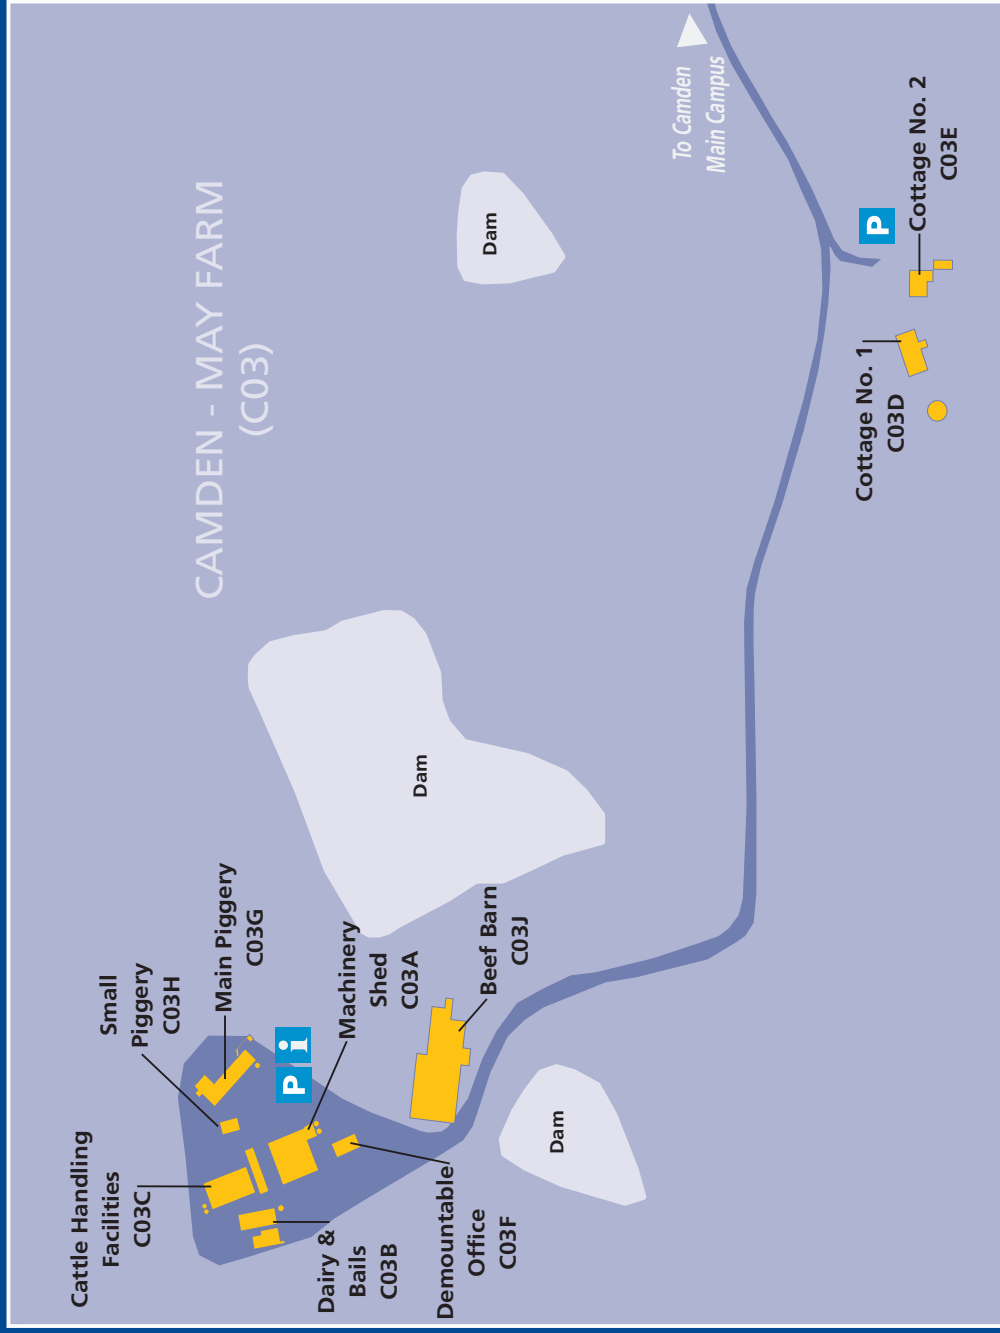 CAMDEN - MAY FARM
(C03)
To Camden
Main Campus
Small
Piggery
C03H
Main Piggery
C03G
Cattle Handling
Facilities
C03C
P i
Machinery
Shed
C03A
Dairy &
Bails
C03B
Demountable
Office
C03F
Beef Barn
C03J
Dam
Dam
Dam
P
Cottage No. 1
C03D
Cottage No. 2
C03E